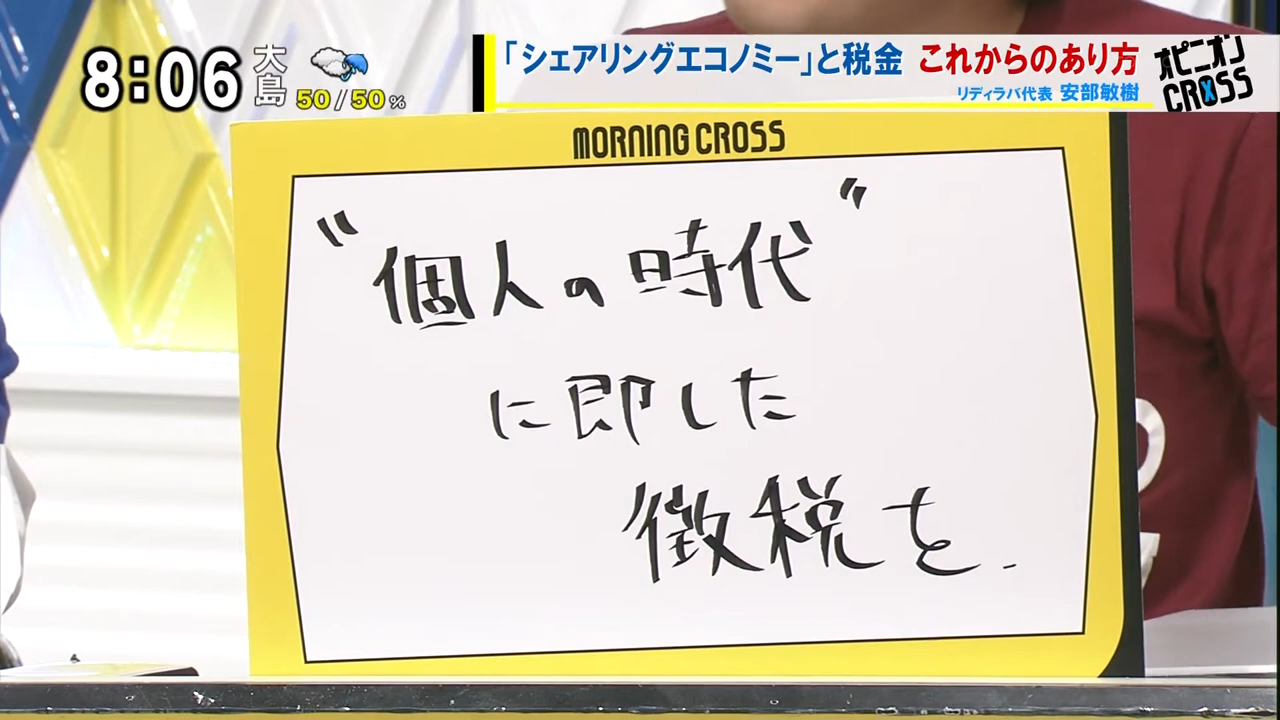 8:06
大島
50/50%
「シェアリングエコノミー」と税金 これからのあり方
リディラバ代表 安部敏樹
オピニオン
CROSS
MORNING CROSS
"個人の時代"
に即した
徴税を.